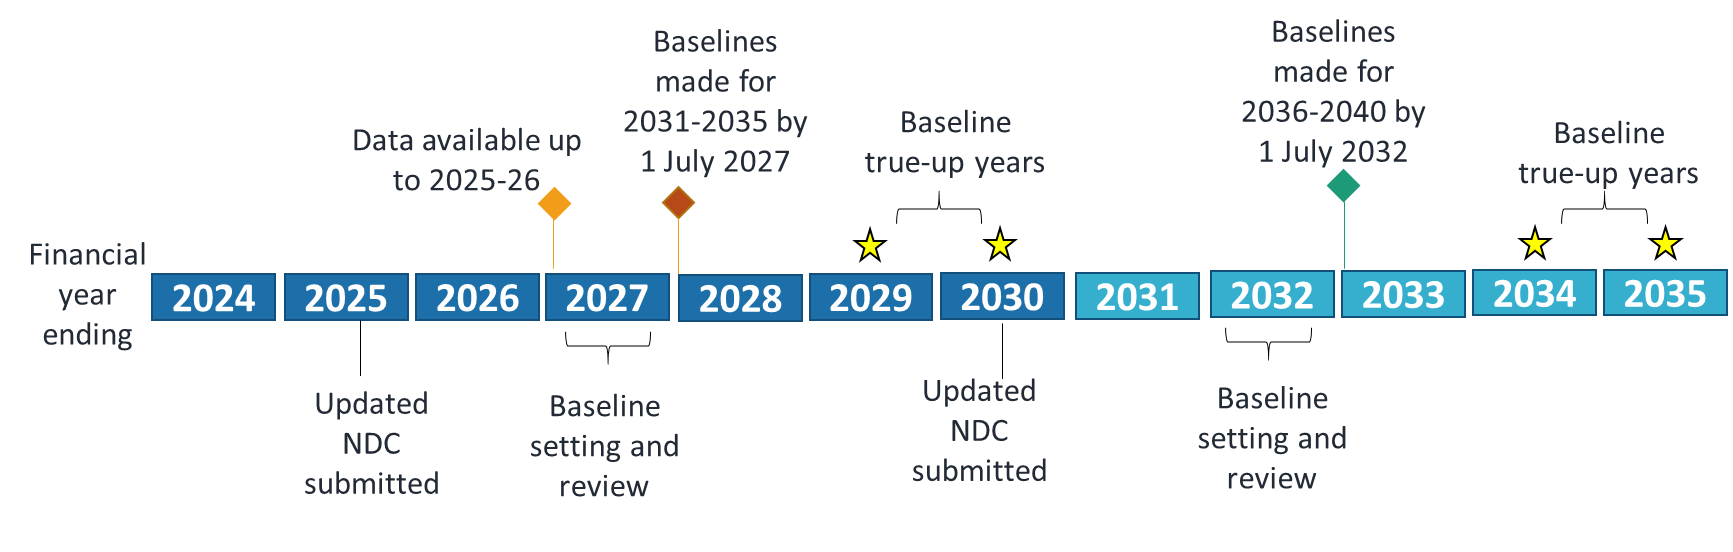 Baselines
made for
2031-2035 by
1 July 2027
Baselines
made for
2036-2040 by
1 July 2032
Data available up
to 2025-26
Baseline
true-up years
Baseline
true-up years
Financial
year
ending
2024
2025
2026
2027
2028
2029
2030
2031
2032
2033
2034
2035
Updated
NDC
submitted
Baseline
setting and
review
Updated
NDC
submitted
Baseline
setting and
review